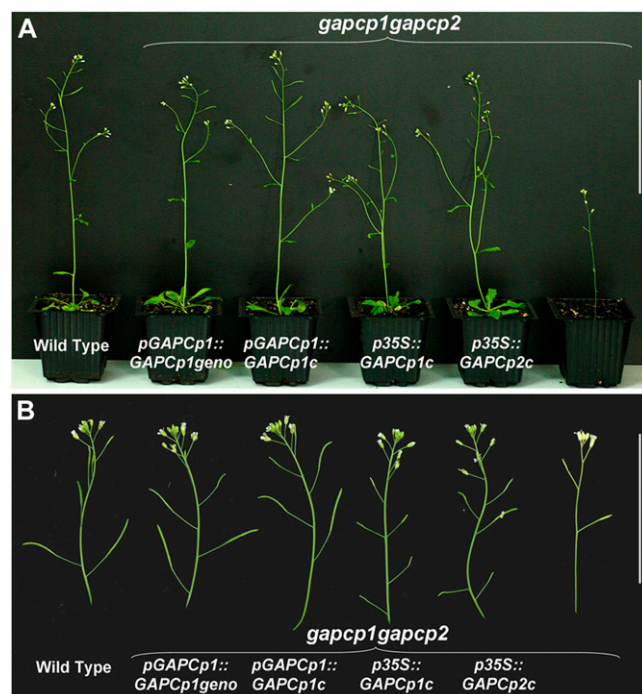 A
gapcp1gapcp2
Wild Type
pGAPCp1::
GAPCp1geno
pGAPCp1::
GAPCp1c
p35S::
GAPCp1c
p35S::
GAPCp2c
B
gapcp1gapcp2
Wild Type
pGAPCp1::
GAPCp1geno
pGAPCp1::
GAPCp1c
p35S::
GAPCp1c
p35S::
GAPCp2c